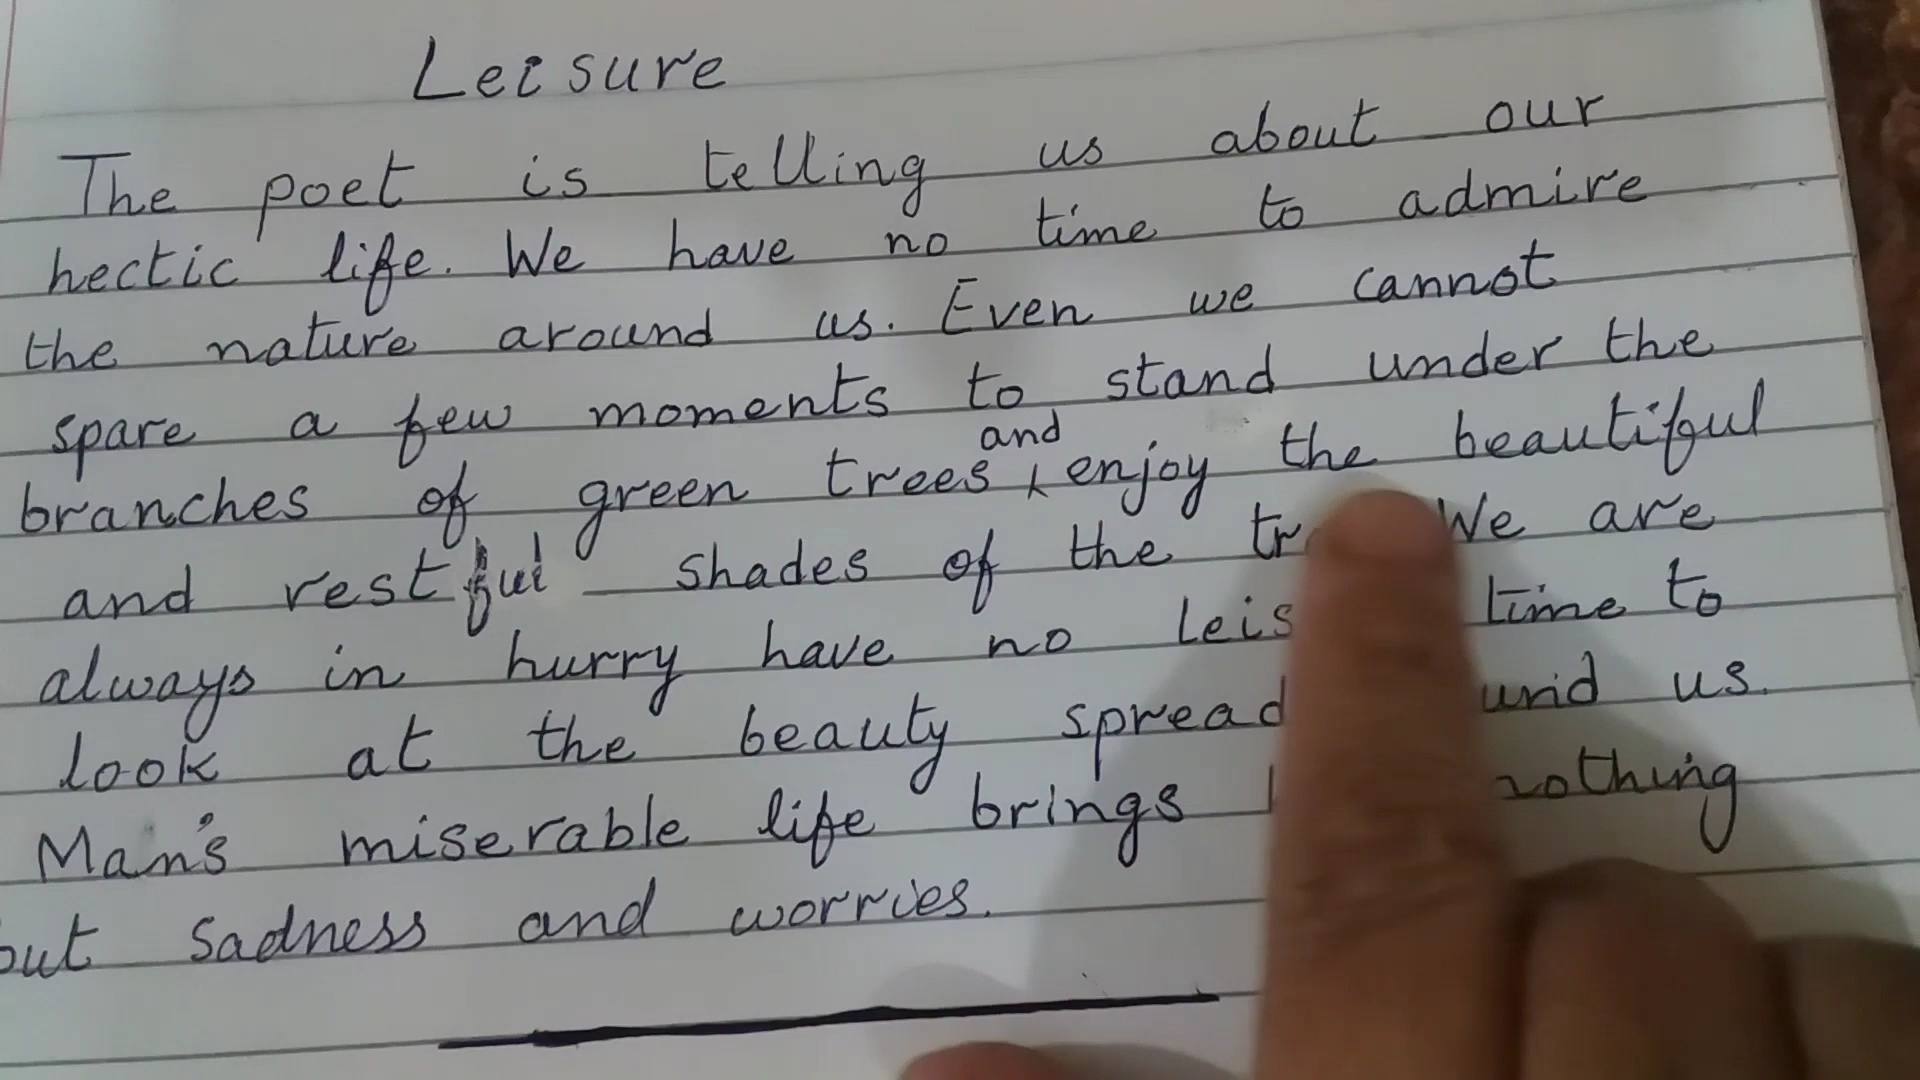 Leisure
The poet is telling us about our
hectic life. We have no time to admire
the nature around us. Even we cannot
spare a few moments to stand under the
and
branches of green trees enjoy the beautiful
and restful shades of the We are
always in hurry have no time to
look at the beauty spread us.
Man's miserable life brings nothing
but sadness and worries.